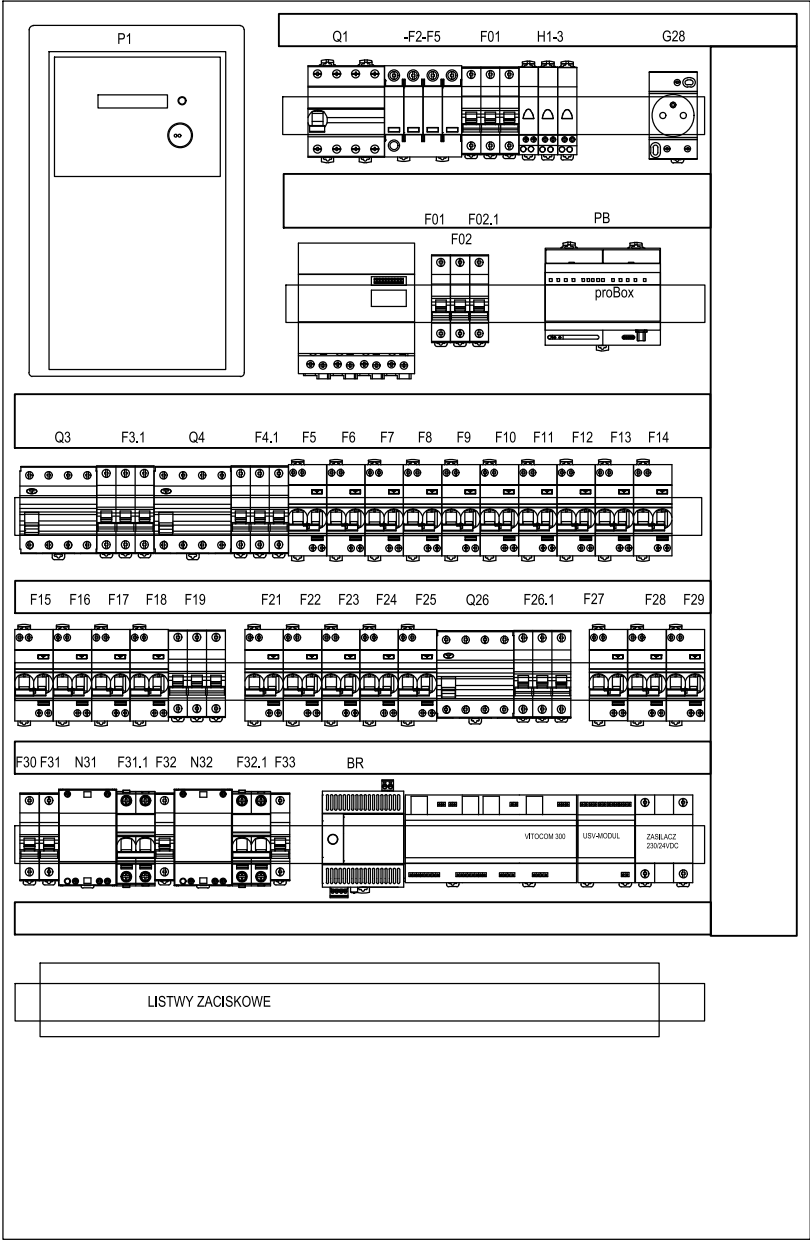 P1
Q1 -F2-F5 F01 H1-3 G28
F01 F02.1 PB
F02
proBox
Q3 F3.1 Q4 F4.1 F5 F6 F7 F8 F9 F10 F11 F12 F13 F14
F15 F16 F17 F18 F19 F21 F22 F23 F24 F25 Q26 F26.1 F27 F28 F29
F30 F31 N31 F31.1 F32 N32 F32.1 F33 BR
VITOCOM 300 USV-MODUL ZASILACZ
230/24VDC
LISTWY ZACISKOWE